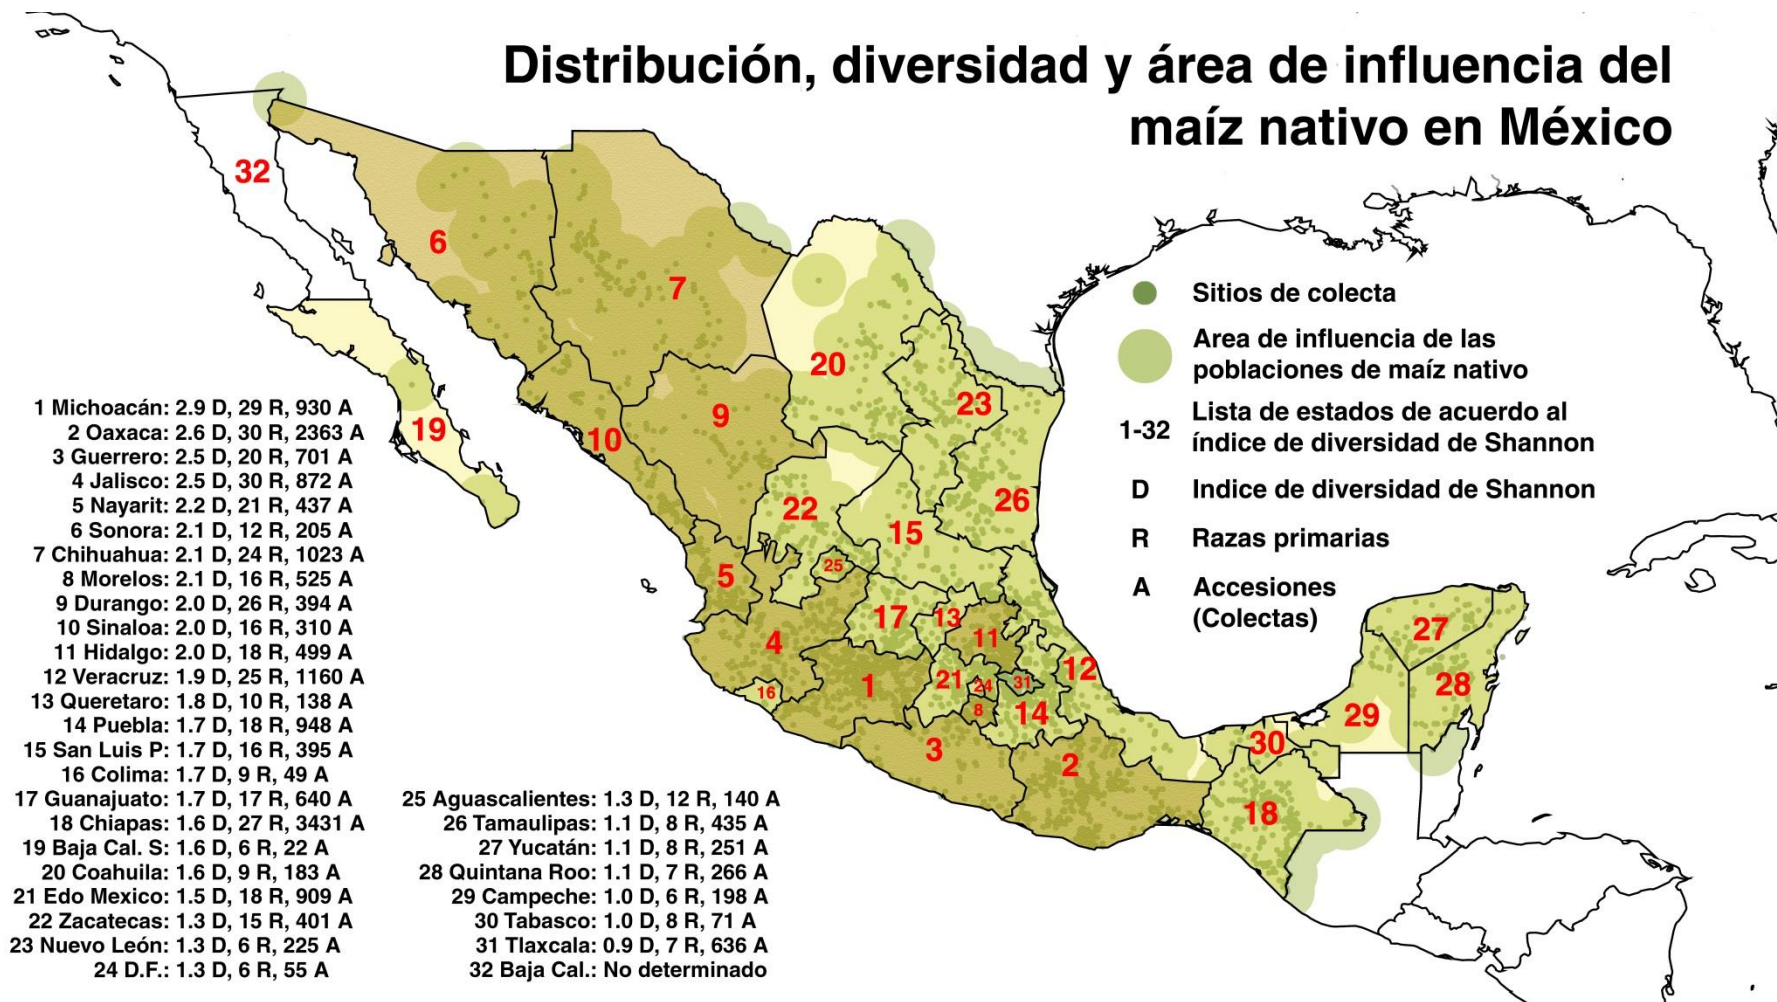 Distribución, diversidad y área de influencia del
maíz nativo en México
32
6
7
20
19
10
9
23
22
26
15
5
25
17
13
11
4
16
1
21
24
31
8
14
12
3
2
27
28
29
30
18
Sitios de colecta
Area de influencia de las
poblaciones de maíz nativo
1-32 Lista de estados de acuerdo al
índice de diversidad de Shannon
D Indice de diversidad de Shannon
R Razas primarias
A Accesiones
(Colectas)
1 Michoacán: 2.9 D, 29 R, 930 A
2 Oaxaca: 2.6 D, 30 R, 2363 A
3 Guerrero: 2.5 D, 20 R, 701 A
4 Jalisco: 2.5 D, 30 R, 872 A
5 Nayarit: 2.2 D, 21 R, 437 A
6 Sonora: 2.1 D, 12 R, 205 A
7 Chihuahua: 2.1 D, 24 R, 1023 A
8 Morelos: 2.1 D, 16 R, 525 A
9 Durango: 2.0 D, 26 R, 394 A
10 Sinaloa: 2.0 D, 16 R, 310 A
11 Hidalgo: 2.0 D, 18 R, 499 A
12 Veracruz: 1.9 D, 25 R, 1160 A
13 Queretaro: 1.8 D, 10 R, 138 A
14 Puebla: 1.7 D, 18 R, 948 A
15 San Luis P: 1.7 D, 16 R, 395 A
16 Colima: 1.7 D, 9 R, 49 A
17 Guanajuato: 1.7 D, 17 R, 640 A
18 Chiapas: 1.6 D, 27 R, 3431 A
19 Baja Cal. S: 1.6 D, 6 R, 22 A
20 Coahuila: 1.6 D, 9 R, 183 A
21 Edo Mexico: 1.5 D, 18 R, 909 A
22 Zacatecas: 1.3 D, 15 R, 401 A
23 Nuevo León: 1.3 D, 6 R, 225 A
24 D.F.: 1.3 D, 6 R, 55 A
25 Aguascalientes: 1.3 D, 12 R, 140 A
26 Tamaulipas: 1.1 D, 8 R, 435 A
27 Yucatán: 1.1 D, 8 R, 251 A
28 Quintana Roo: 1.1 D, 7 R, 266 A
29 Campeche: 1.0 D, 6 R, 198 A
30 Tabasco: 1.0 D, 8 R, 71 A
31 Tlaxcala: 0.9 D, 7 R, 636 A
32 Baja Cal.: No determinado